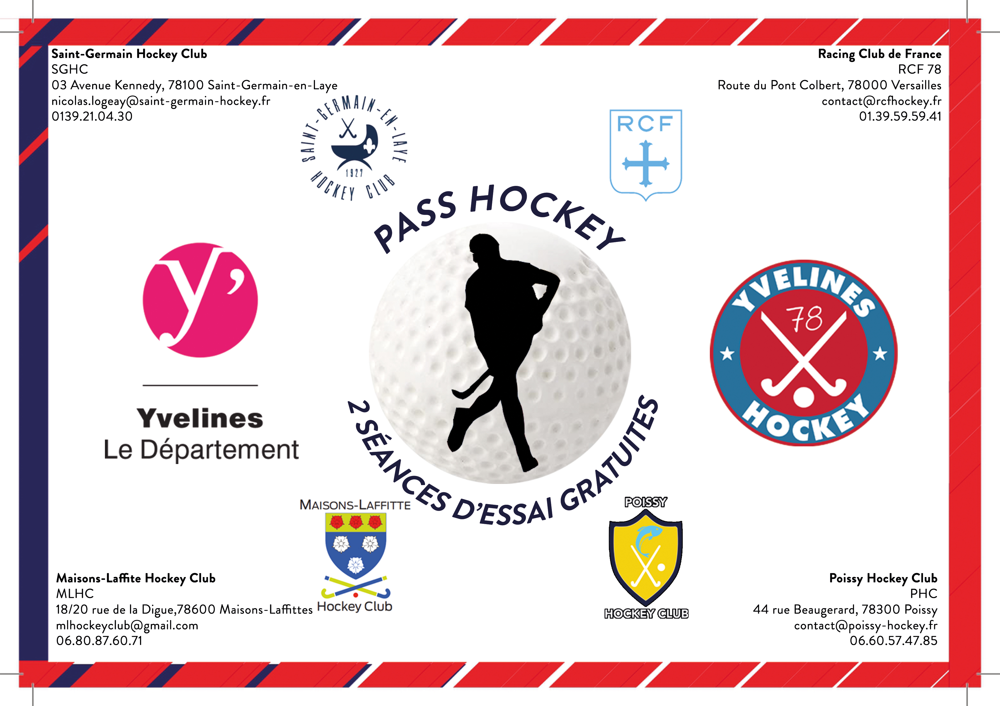 Saint-Germain Hockey Club
SGHC
03 Avenue Kennedy, 78100 Saint-Germain-en-Laye
nicolas.logeay@saint-germain-hockey.fr
0139.21.04.30
Racing Club de France
RCF 78
Route du Pont Colbert, 78000 Versailles
contact@rcfhockey.fr
01.39.59.59.41
SAINT-GERMAIN-EN-LAYE
1927
HOCKEY CLUB
RCF
PASS HOCKEY
2 SÉANCES D'ESSAI GRATUITES
y'
Yvelines
Le Département
YVELINES
78
HOCKEY
MAISONS-LAFFITTE
Hockey Club
POISSY
HOCKEY CLUB
Maisons-Laffite Hockey Club
MLHC
18/20 rue de la Digue,78600 Maisons-Laffittes
mlhockeyclub@gmail.com
06.80.87.60.71
Poissy Hockey Club
PHC
44 rue Beaugerard, 78300 Poissy
contact@poissy-hockey.fr
06.60.57.47.85